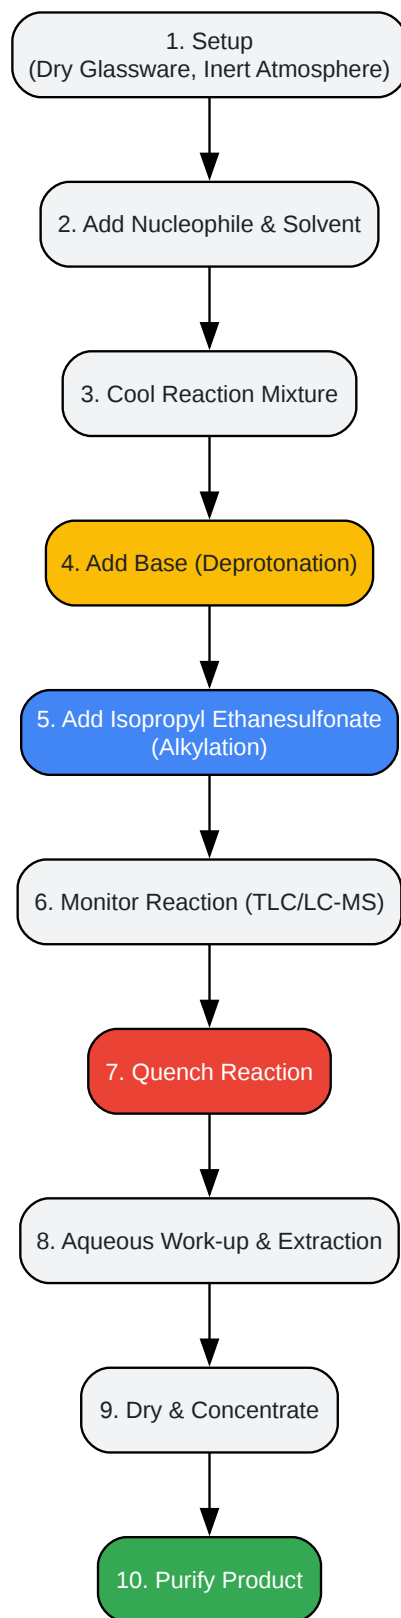 1. Setup
(Dry Glassware, Inert Atmosphere)
2. Add Nucleophile & Solvent
3. Cool Reaction Mixture
4. Add Base (Deprotonation)
5. Add Isopropyl Ethanesulfonate
(Alkylation)
6. Monitor Reaction (TLC/LC-MS)
7. Quench Reaction
8. Aqueous Work-up & Extraction
9. Dry & Concentrate
10. Purify Product